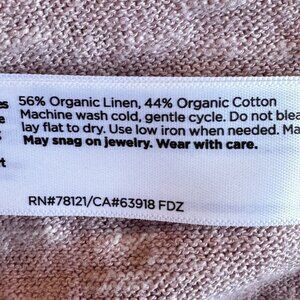 es 56% Organic Linen, 44% Organic Cotton
e Machine wash cold, gentle cycle. Do not blea
lay flat to dry. Use low iron when needed. Ma
May snag on jewelry. Wear with care.
t
RN#78121/CA#63918 FDZ